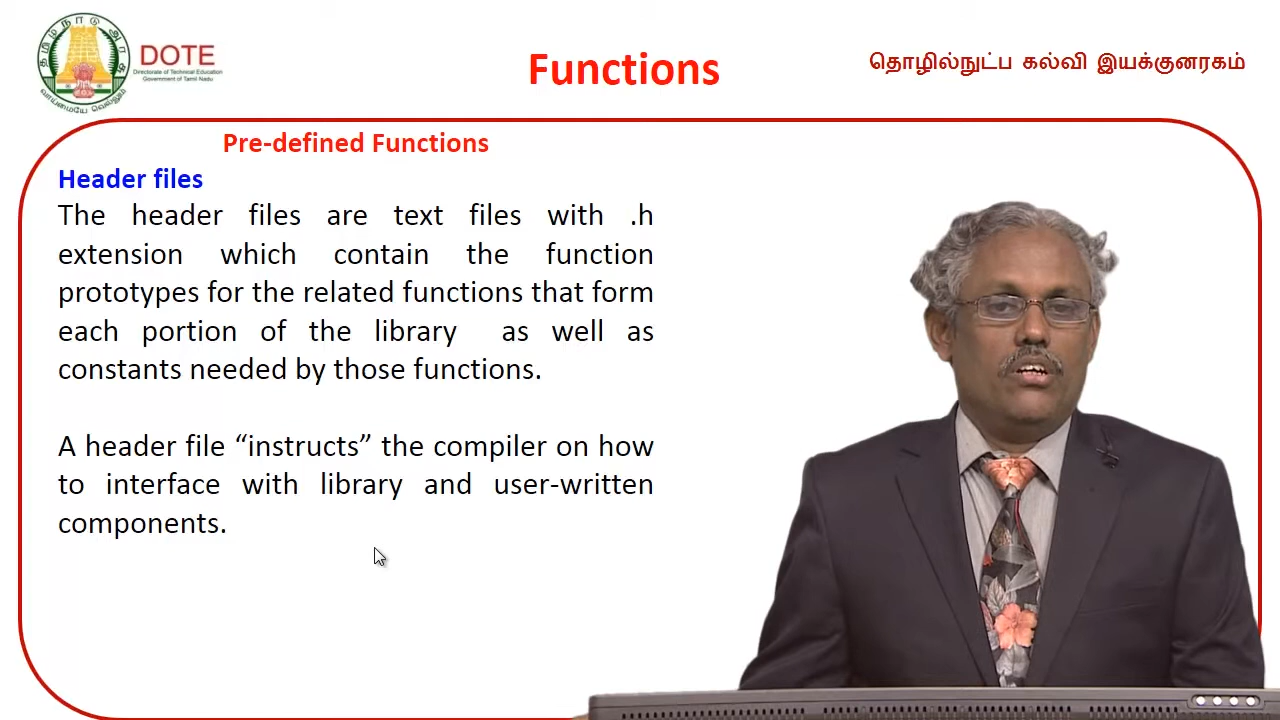 தமிழ்நாடு அரசு
வாய்மையே வெல்லும்
DOTE
Directorate of Technical Education
Government of Tamil Nadu
Functions
தொழில்நுட்ப கல்வி இயக்குனரகம்
Pre-defined Functions
Header files
The header files are text files with .h
extension which contain the function
prototypes for the related functions that form
each portion of the library as well as
constants needed by those functions.
A header file “instructs” the compiler on how
to interface with library and user-written
components.